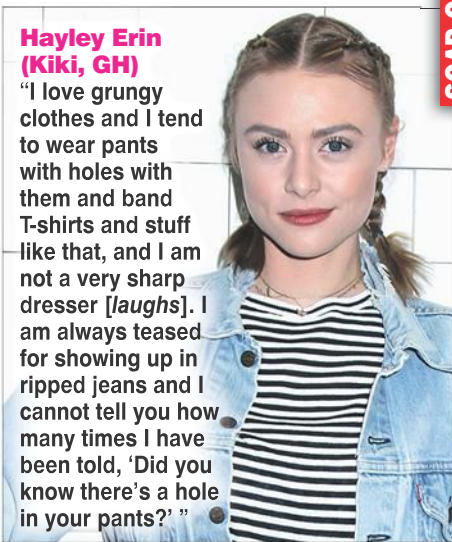 Hayley Erin
(Kiki, GH)
“I love grungy
clothes and I tend
to wear pants
with holes with
them and band
T-shirts and stuff
like that, and I am
not a very sharp
dresser [laughs]. I
am always teased
for showing up in
ripped jeans and I
cannot tell you how
many times I have
been told, ‘Did you
know there’s a hole
in your pants?’ ”